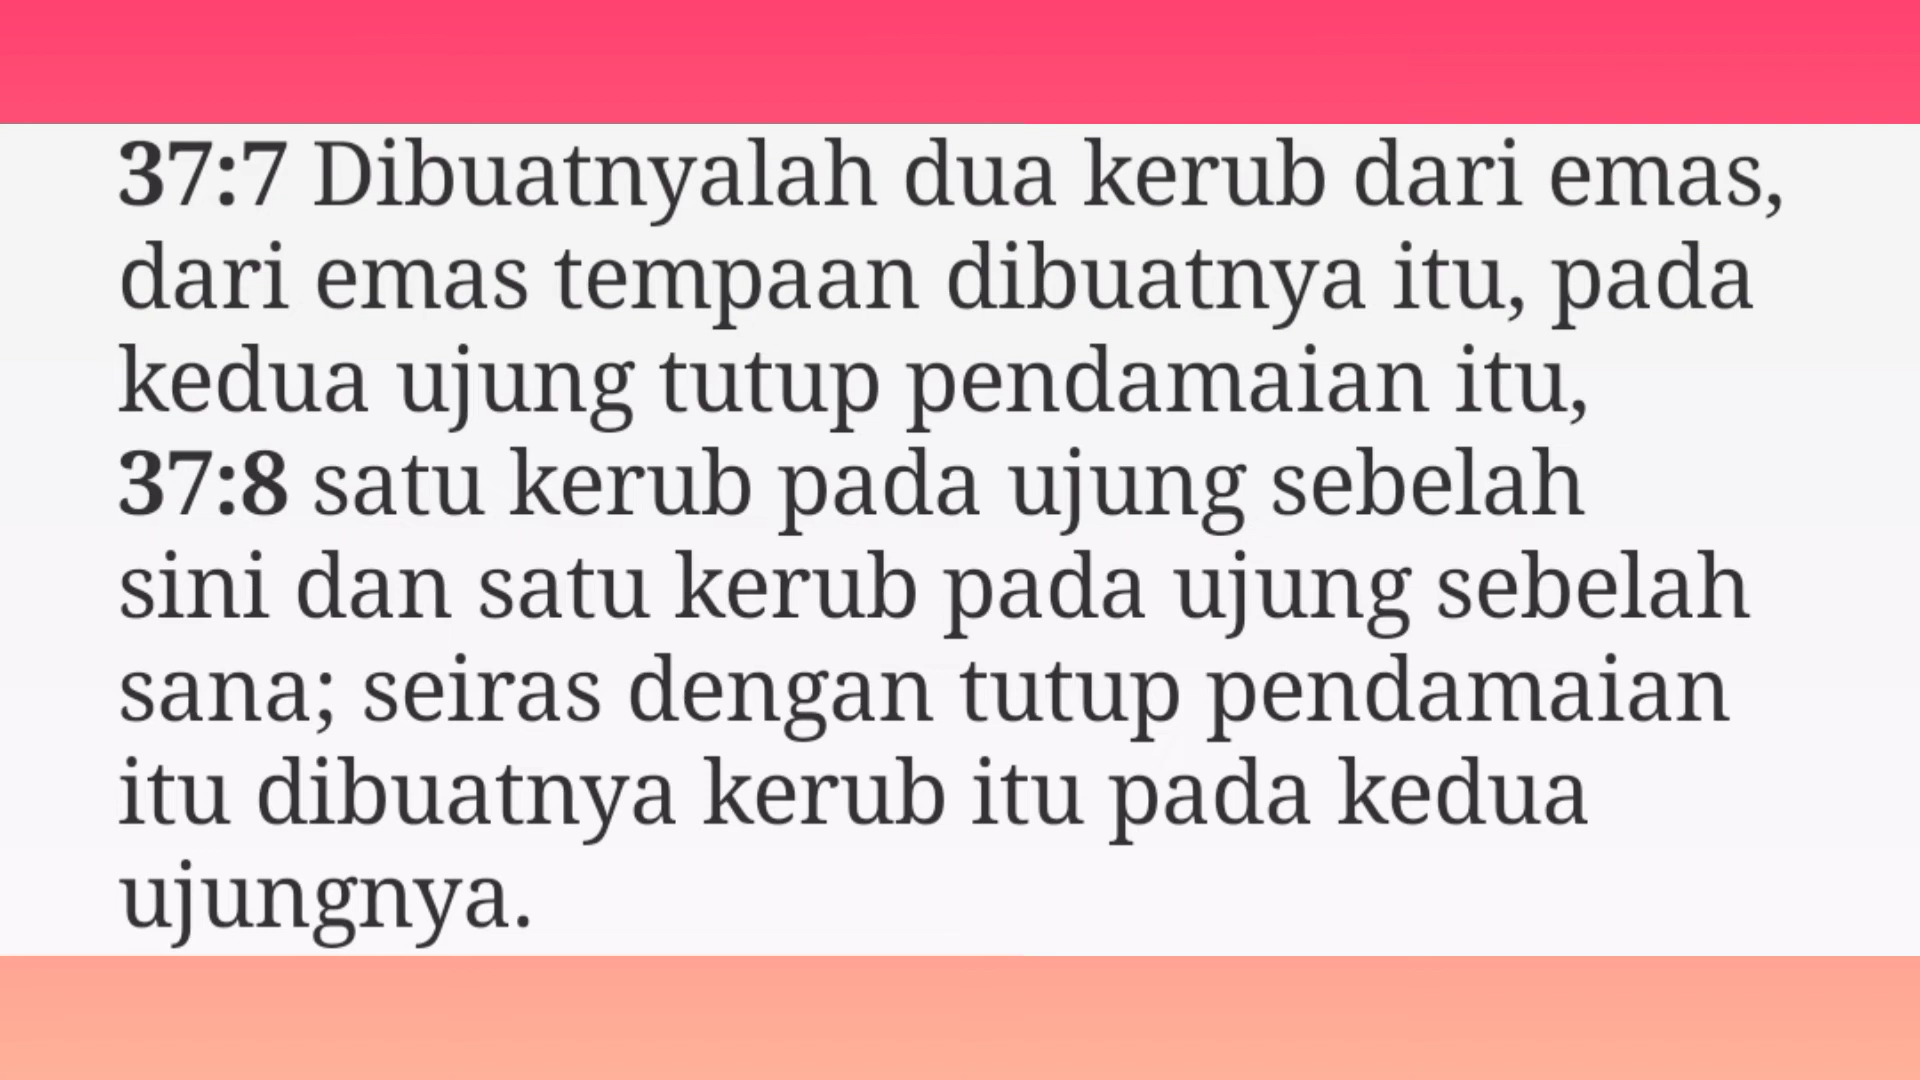 37:7 Dibuatnyalah dua kerub dari emas,
dari emas tempaan dibuatnya itu, pada
kedua ujung tutup pendamaian itu,
37:8 satu kerub pada ujung sebelah
sini dan satu kerub pada ujung sebelah
sana; seiras dengan tutup pendamaian
itu dibuatnya kerub itu pada kedua
ujungnya.